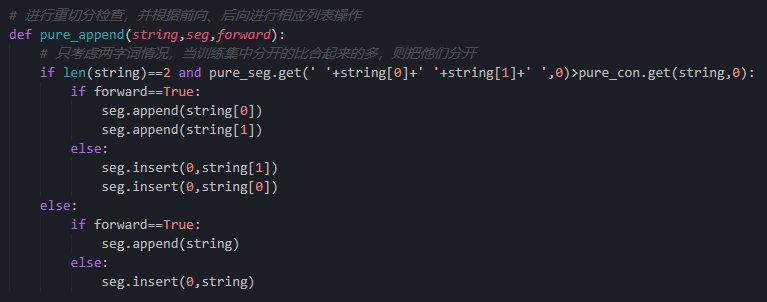 # 进行重切分检查，并根据前向、后向进行相应列表操作
def pure_append(string,seg,forward):
    # 只考虑两字词情况，当训练集中分开的比合起来的多，则把他们分开
    if len(string)==2 and pure_seg.get(' '+string[0]+' '+string[1]+' ',0)>pure_con.get(string,0):
        if forward==True:
            seg.append(string[0])
            seg.append(string[1])
        else:
            seg.insert(0,string[1])
            seg.insert(0,string[0])
    else:
        if forward==True:
            seg.append(string)
        else:
            seg.insert(0,string)